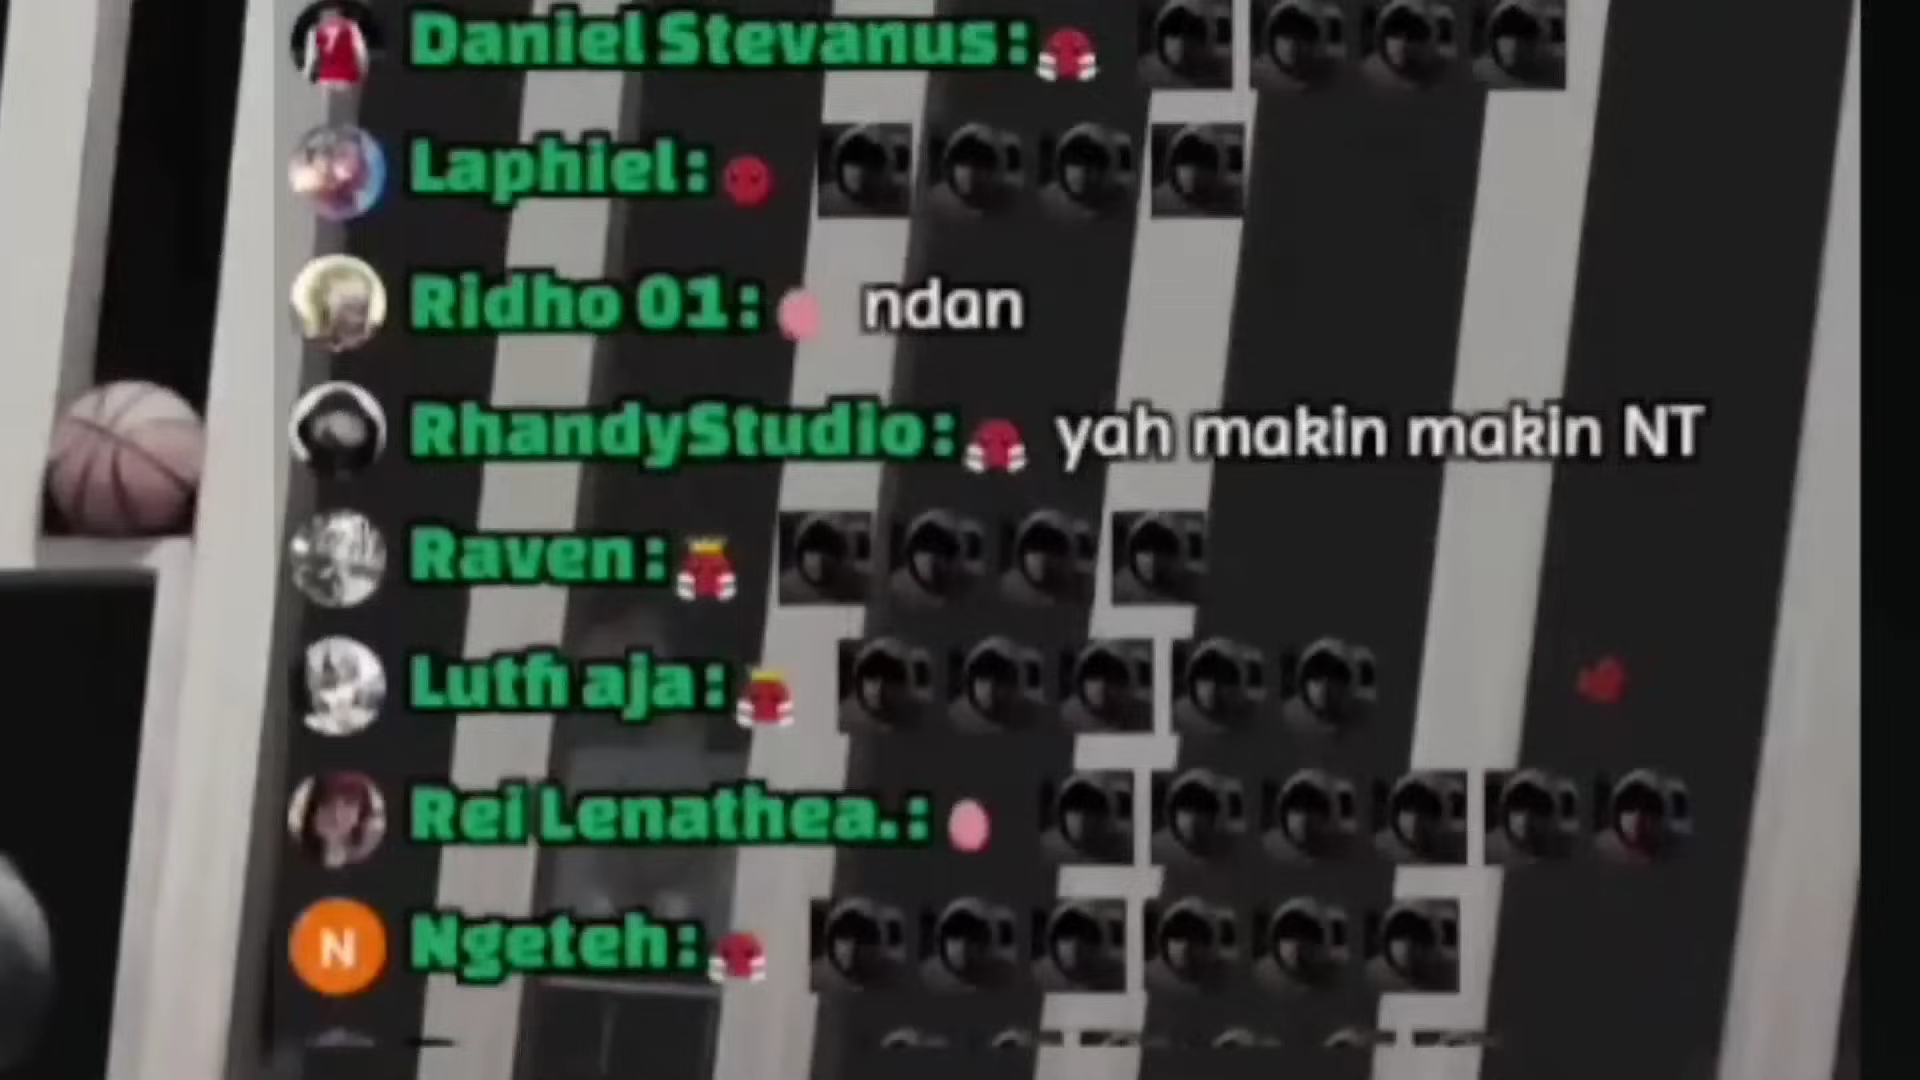 Daniel Stevanus:
Laphiel:
Ridho 01: ndan
RhandyStudio: yah makin makin NT
Raven:
Lutfi aja:
Rei Lenathea.:
N Ngeteh: